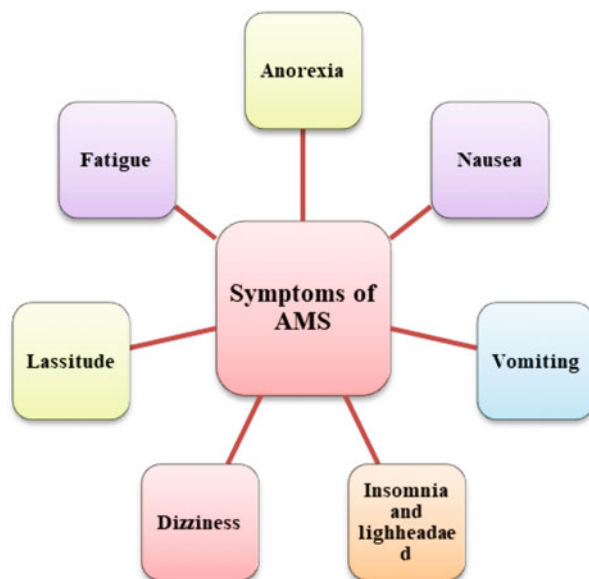 Anorexia
Fatigue
Nausea
Symptoms of
AMS
Lassitude
Vomiting
Dizziness
Insomnia
and
lighheadae
d